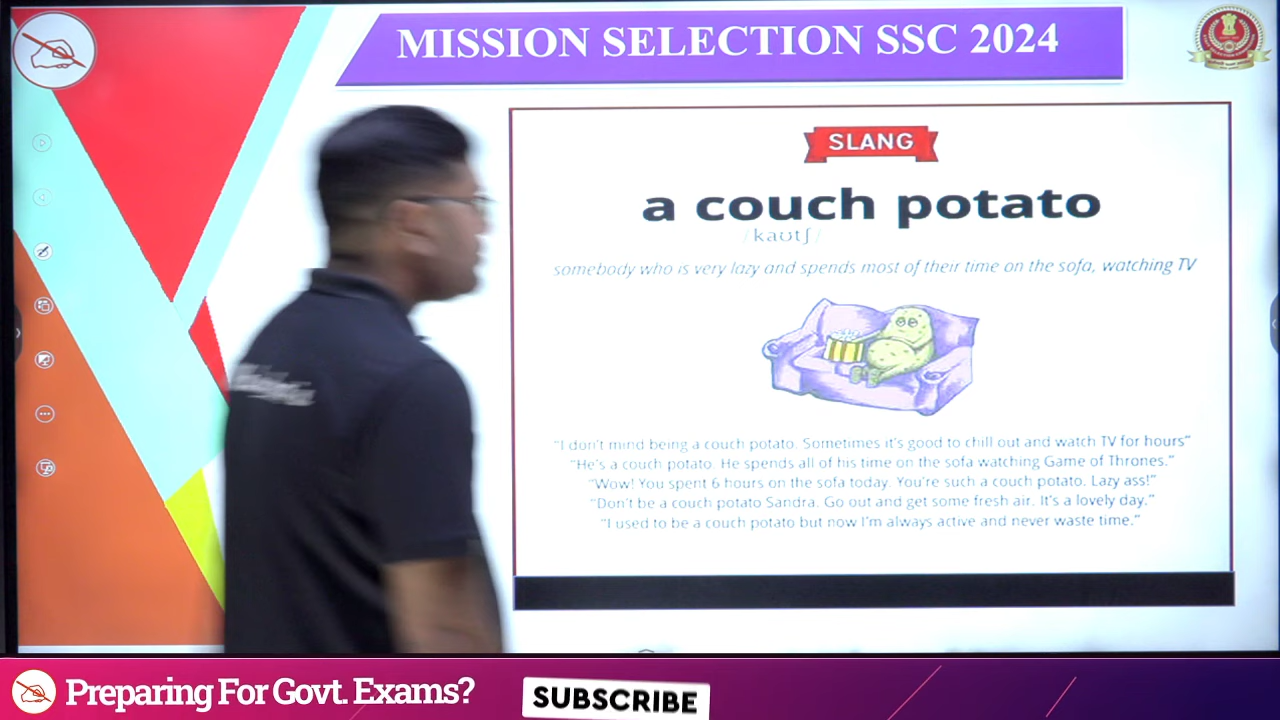 MISSION SELECTION SSC 2024
SLANG
a couch potato
/kaʊtʃ/
somebody who is very lazy and spends most of their time on the sofa, watching TV
"I don't mind being a couch potato. Sometimes it's good to chill out and watch TV for hours"
"He's a couch potato. He spends all of his time on the sofa watching Game of Thrones."
"Wow! You spent 6 hours on the sofa today. You're such a couch potato. Lazy ass!"
"Don't be a couch potato Sandra. Go out and get some fresh air. It's a lovely day."
"I used to be a couch potato but now I'm always active and never waste time."
Preparing For Govt. Exams?
SUBSCRIBE